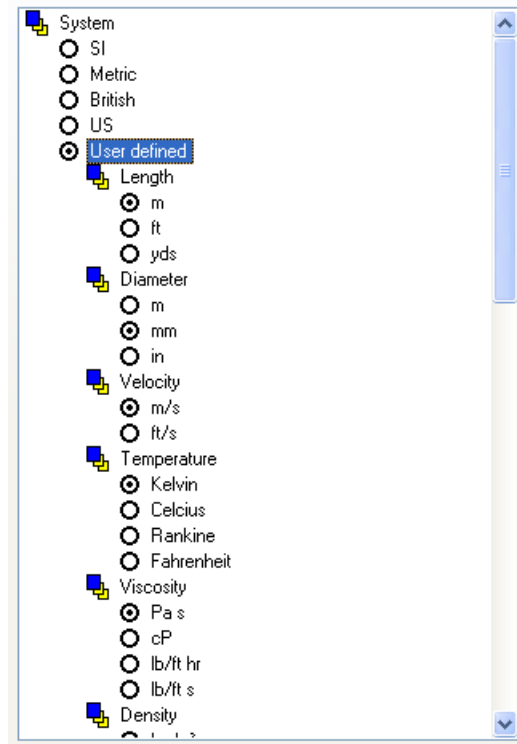 System
SI
Metric
British
US
User defined
Length
m
ft
yds
Diameter
m
mm
in
Velocity
m/s
ft/s
Temperature
Kelvin
Celcius
Rankine
Fahrenheit
Viscosity
Pa s
cP
lb/ft hr
lb/ft s
Density